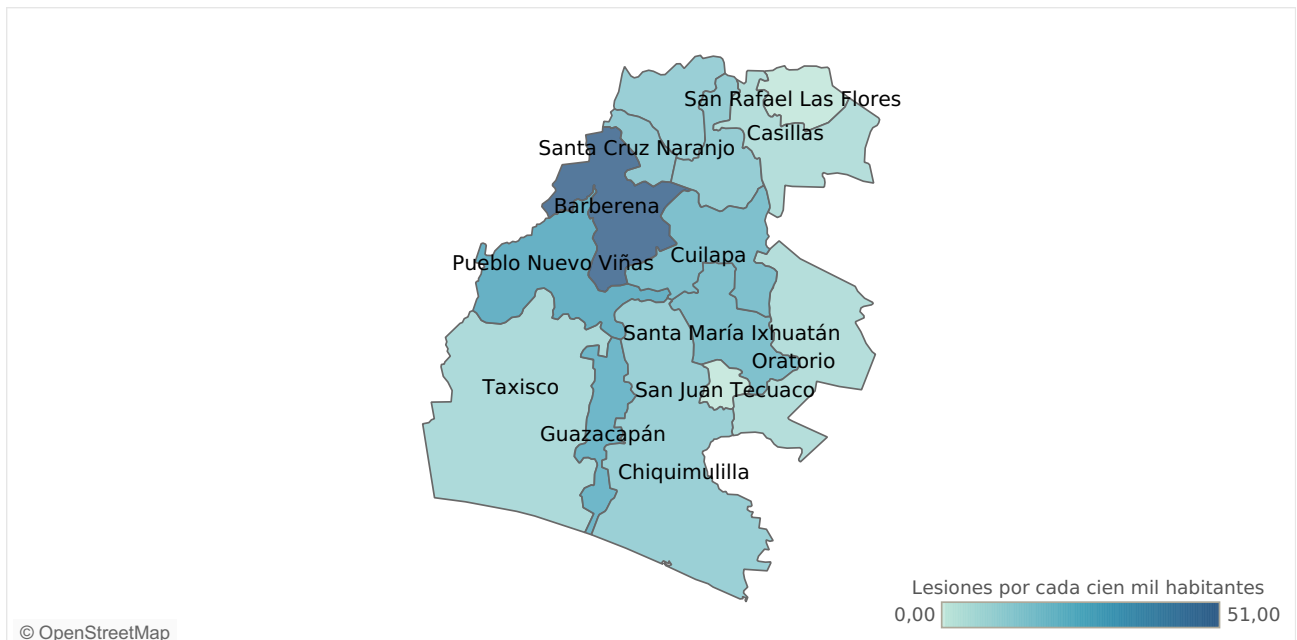 San Rafael Las Flores
Casillas
Santa Cruz Naranjo
Barberena
Cuilapa
Pueblo Nuevo Viñas
Santa María Ixhuatán
Oratorio
Taxisco
San Juan Tecuaco
Guazacapán
Chiquimulilla
Lesiones por cada cien mil habitantes
0,00 51,00
© OpenStreetMap